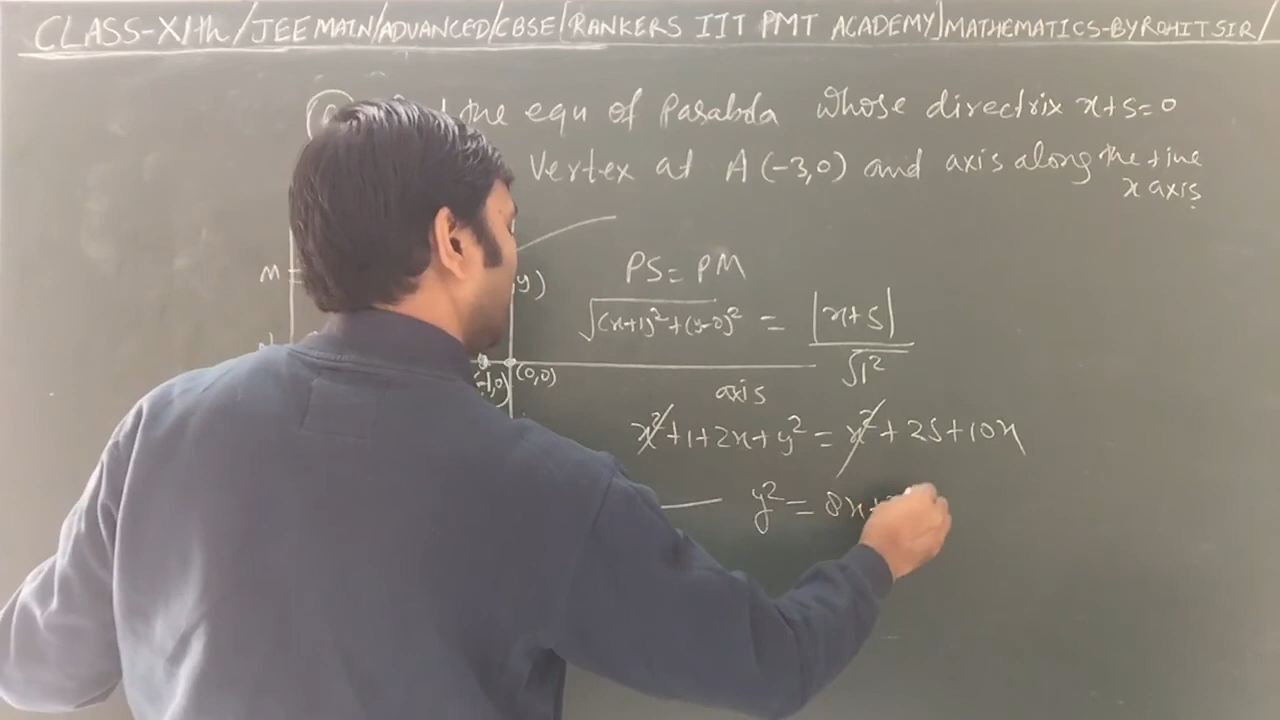 CLASS-XIth/JEE MAIN/ADVANCED/CBSE[RANKERS IIT PMT ACADEMY]MATHEMATICS-BY ROHIT SIR/
the equ of Parabola whose directrix x+5=0
Vertex at A(-3,0) and axis along the +ive
x axis
PS=PM
M
y)
√(x+1)²+(y-0)² = |x+5|/√1²
-1,0) (0,0)
axis
x²+1+2x+y²=x²+25+10x
y²=8x+